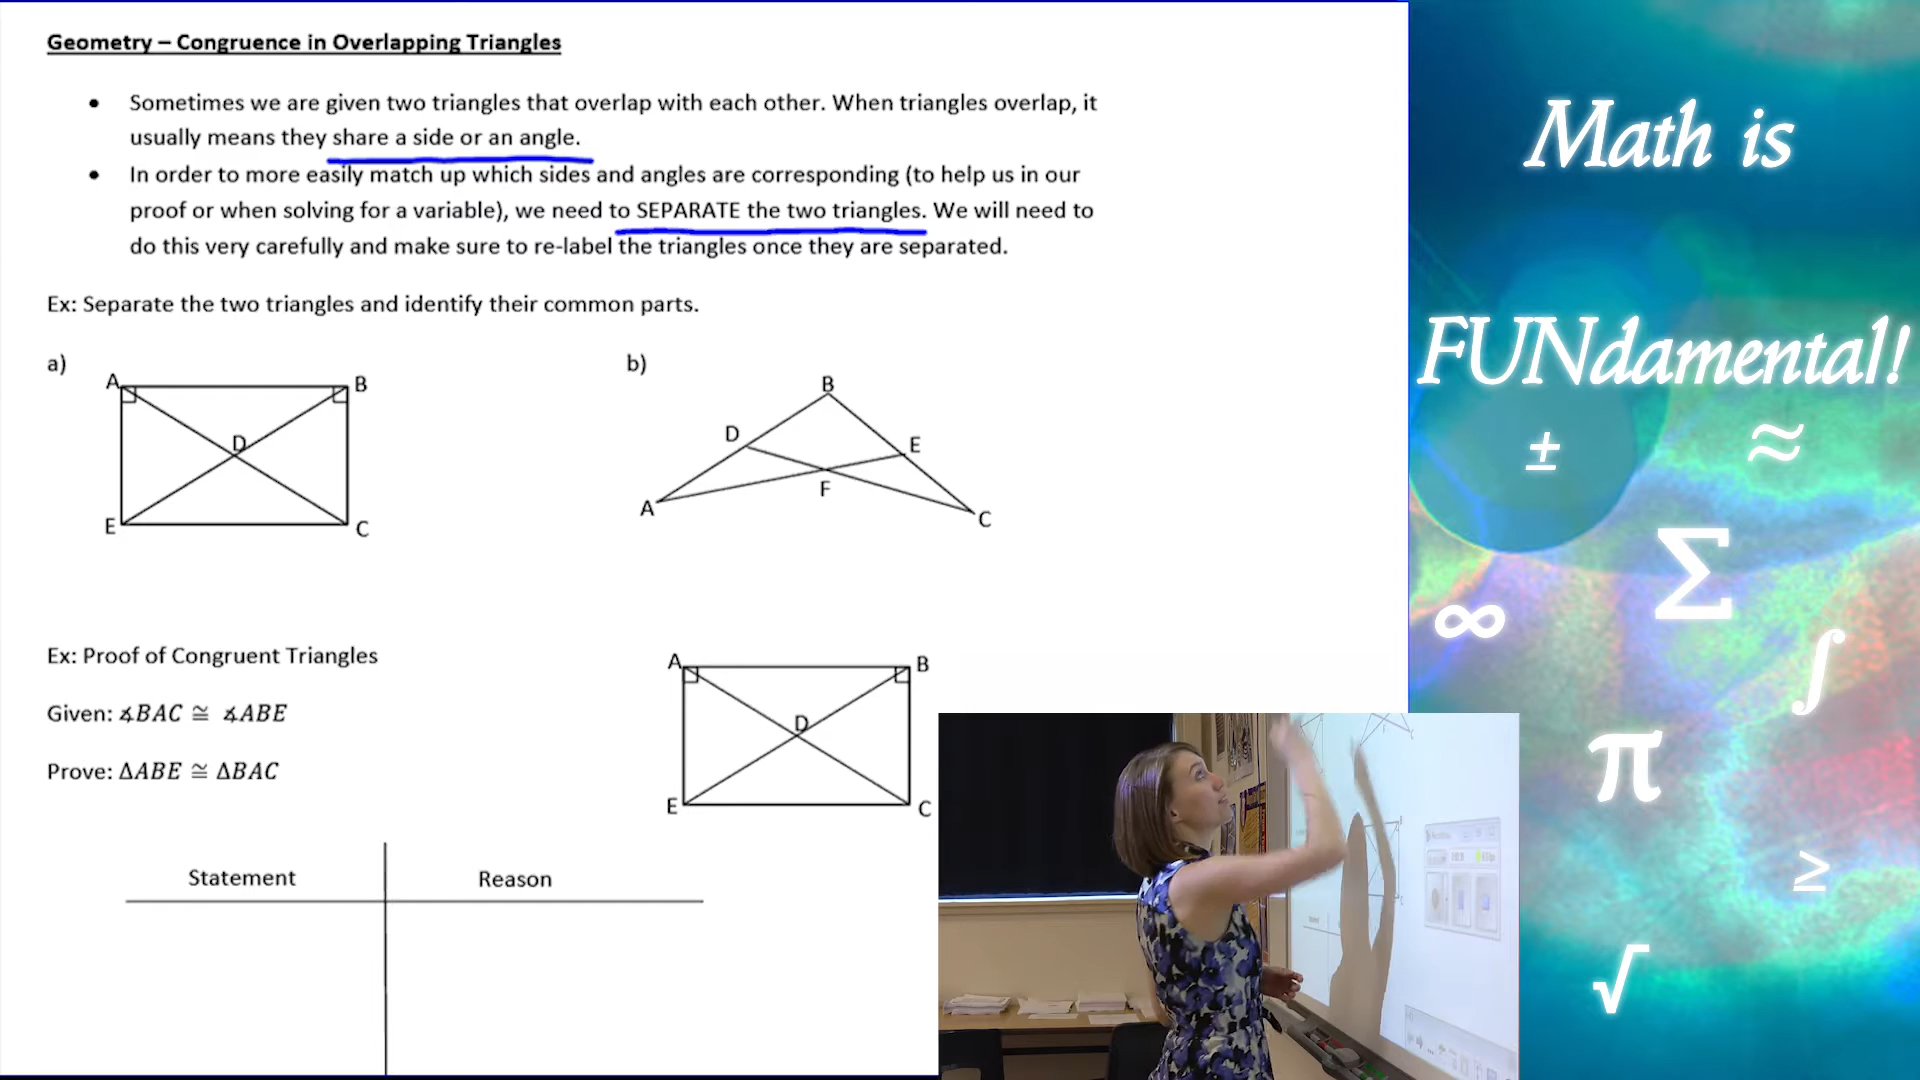 Geometry – Congruence in Overlapping Triangles
• Sometimes we are given two triangles that overlap with each other. When triangles overlap, it
usually means they share a side or an angle.
• In order to more easily match up which sides and angles are corresponding (to help us in our
proof or when solving for a variable), we need to SEPARATE the two triangles. We will need to
do this very carefully and make sure to re-label the triangles once they are separated.
Ex: Separate the two triangles and identify their common parts.
a)
A
B
D
E
C
b)
B
D
E
F
A
C
Ex: Proof of Congruent Triangles
Given: ∡BAC ≅ ∡ABE
Prove: ΔABE ≅ ΔBAC
A
B
D
E
C
Statement
Reason
Math is
FUNdamental!
±
≈
Σ
∞
∫
π
≥
√